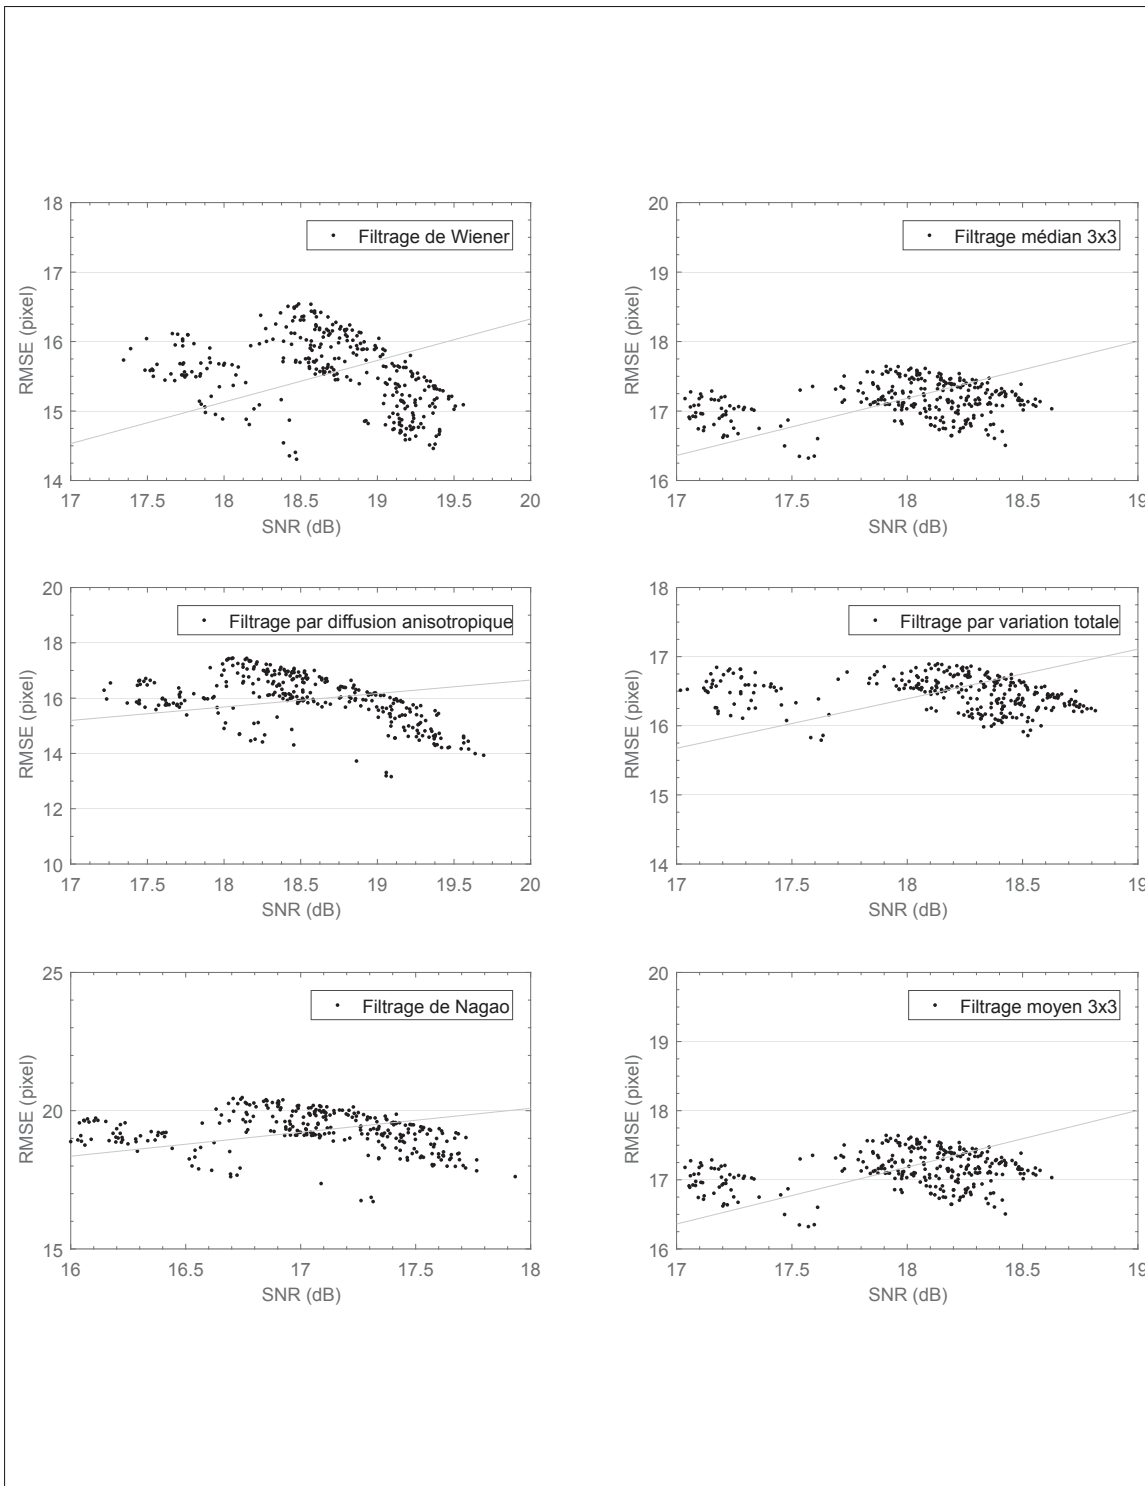 18
17
16
15
14
RMSE (pixel)
Filtrage de Wiener
17 17.5 18 18.5 19 19.5 20
SNR (dB)
20
19
18
17
16
RMSE (pixel)
Filtrage médian 3x3
17 17.5 18 18.5 19
SNR (dB)
20
18
16
14
12
10
RMSE (pixel)
Filtrage par diffusion anisotropique
17 17.5 18 18.5 19 19.5 20
SNR (dB)
18
17
16
15
14
RMSE (pixel)
Filtrage par variation totale
17 17.5 18 18.5 19
SNR (dB)
25
20
15
RMSE (pixel)
Filtrage de Nagao
16 16.5 17 17.5 18
SNR (dB)
20
19
18
17
16
RMSE (pixel)
Filtrage moyen 3x3
17 17.5 18 18.5 19
SNR (dB)